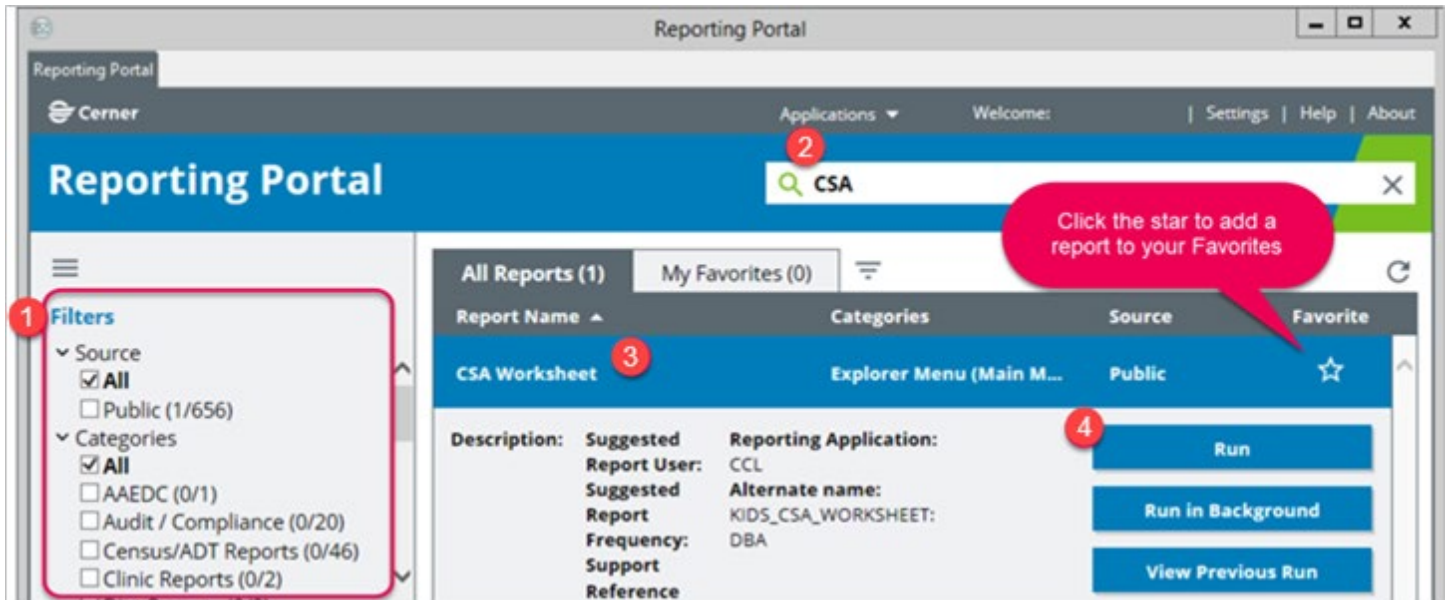 Reporting Portal
Reporting Portal
Cerner
Applications
Welcome:
| Settings | Help | About
2
Reporting Portal
CSA
Click the star to add a
report to your Favorites
All Reports (1)
My Favorites (0)
1
Filters
Report Name
Categories
Source
Favorite
Source
All
Public (1/656)
Categories
All
AAEDC (0/1)
Audit / Compliance (0/20)
Census/ADT Reports (0/46)
Clinic Reports (0/2)
CSA Worksheet
3
Explorer Menu (Main M...
Public
Description:
Suggested
Report User:
Suggested
Report
Frequency:
Support
Reference
Reporting Application:
CCL
Alternate name:
KIDS_CSA_WORKSHEET:
DBA
4
Run
Run in Background
View Previous Run